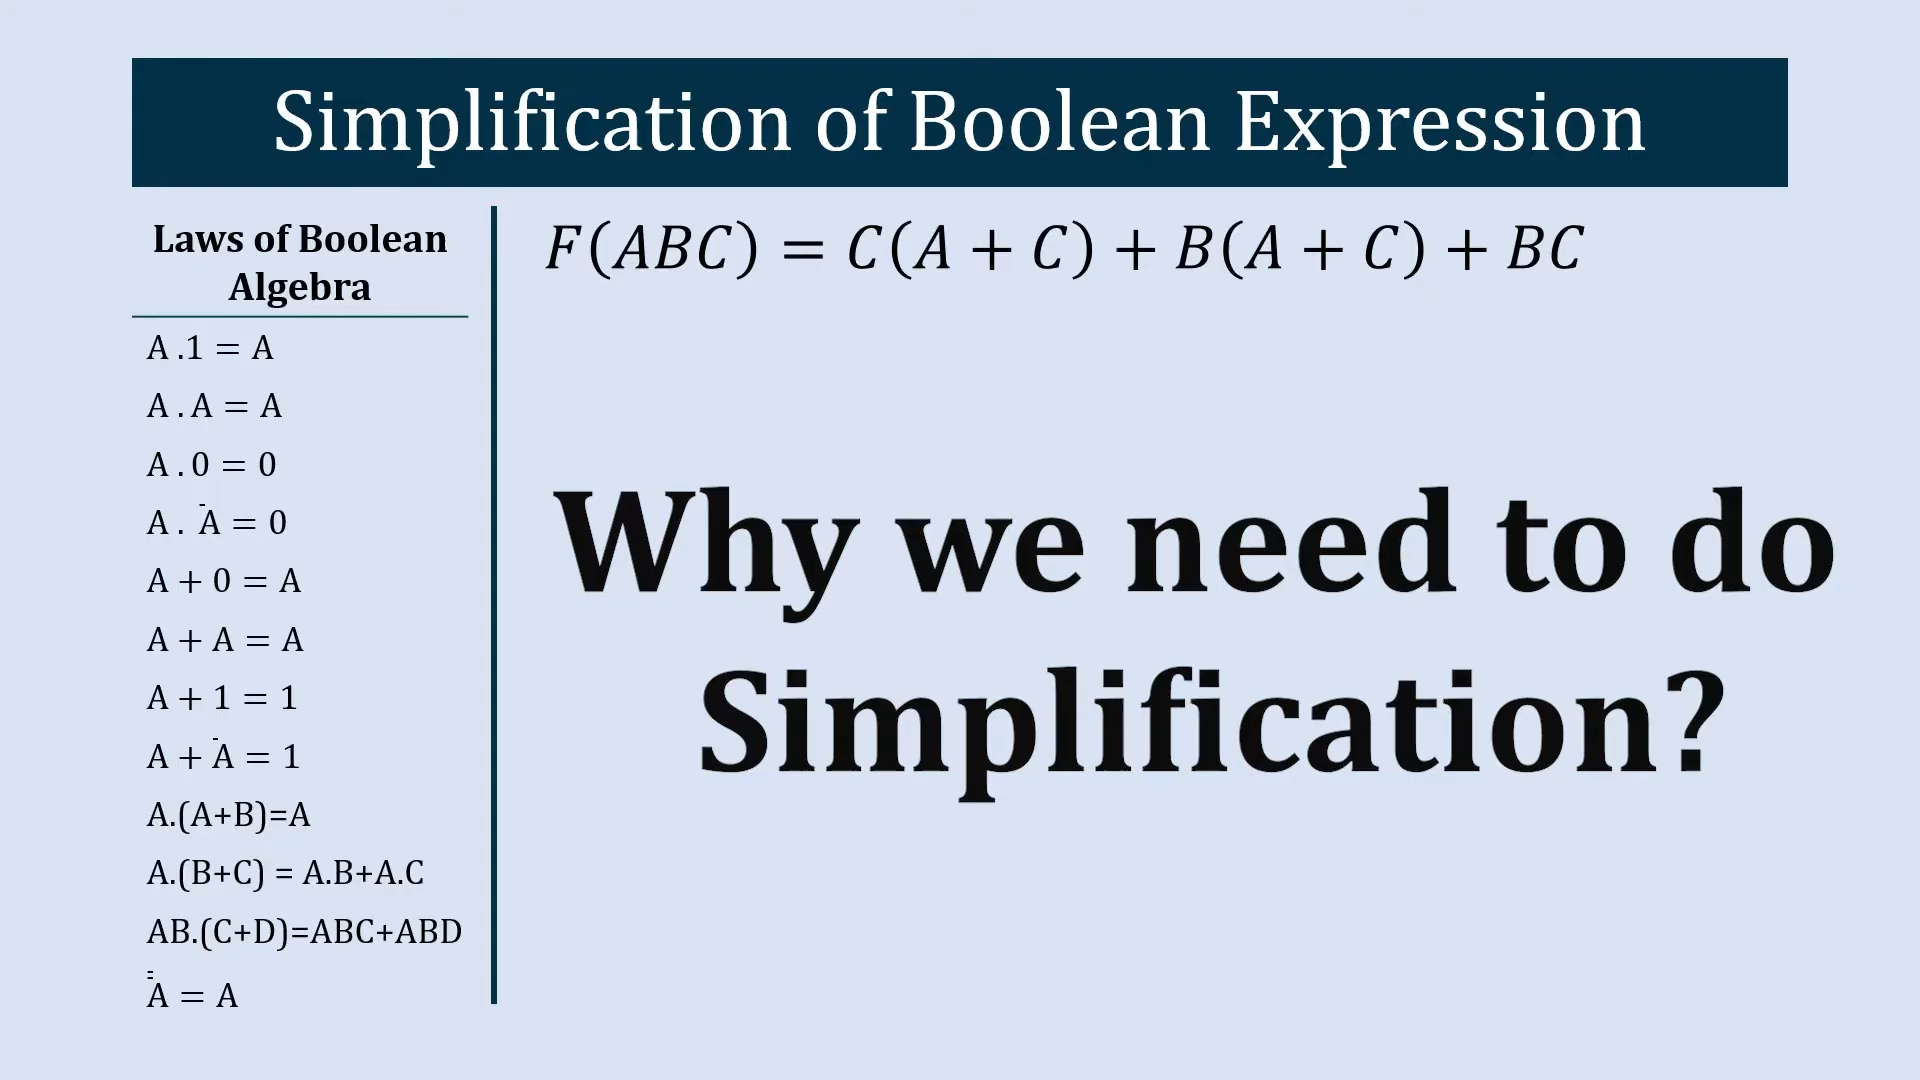 Simplification of Boolean Expression
Laws of Boolean
Algebra
A .1 = A
A . A = A
A . 0 = 0
A . Ā = 0
A + 0 = A
A + A = A
A + 1 = 1
A + Ā = 1
A.(A+B)=A
A.(B+C) = A.B+A.C
AB.(C+D)=ABC+ABD
A̿ = A
F(ABC) = C(A + C) + B(A + C) + BC
Why we need to do
Simplification?